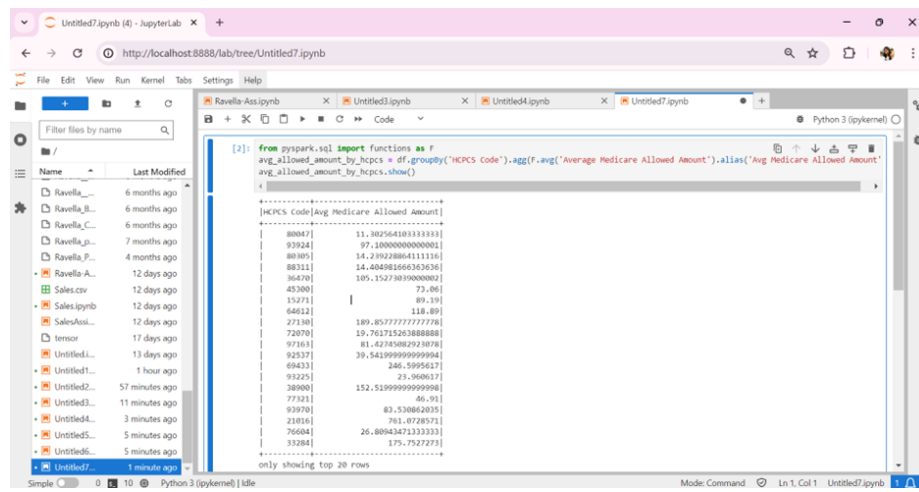 Untitled7.ipynb (4) - JupyterLab
http://localhost:8888/lab/tree/Untitled7.ipynb
File Edit View Run Kernel Tabs Settings Help
Ravella-Ass.ipynb
Untitled3.ipynb
Untitled4.ipynb
Untitled7.ipynb
Code
Python 3 (ipykernel)
Filter files by name
/
Name Last Modified
Ravella__... 6 months ago
Ravella_B... 6 months ago
Ravella_C... 6 months ago
Ravella_p... 7 months ago
Ravella_P... 4 months ago
Ravella-A... 12 days ago
Sales.csv 12 days ago
Sales.ipynb 12 days ago
SalesAssi... 12 days ago
tensor 17 days ago
Untitled.i... 13 days ago
Untitled1... 1 hour ago
Untitled2... 57 minutes ago
Untitled3... 11 minutes ago
Untitled4... 3 minutes ago
Untitled5... 5 minutes ago
Untitled6... 5 minutes ago
Untitled7... 1 minute ago
[2]: from pyspark.sql import functions as F
avg_allowed_amount_by_hcpcs = df.groupBy('HCPCS Code').agg(F.avg('Average Medicare Allowed Amount').alias('Avg Medicare Allowed Amount'
avg_allowed_amount_by_hcpcs.show()
+----------+---------------------------+
|HCPCS Code|Avg Medicare Allowed Amount|
+----------+---------------------------+
| 80047| 11.302564103333333|
| 93924| 97.10000000000001|
| 80305| 14.239228864111116|
| 88311| 14.404981666363636|
| 36470| 105.15273039000002|
| 45300| 73.06|
| 15271| 89.19|
| 64612| 118.89|
| 27130| 189.85777777777778|
| 72070| 19.761715263888888|
| 97163| 81.42745082923078|
| 92537| 39.541999999999994|
| 69433| 246.5995617|
| 93225| 23.960617|
| 38900| 152.51999999999998|
| 77321| 46.91|
| 93970| 83.530862035|
| 21016| 761.0728571|
| 76604| 26.80943471333333|
| 33284| 175.7527273|
+----------+---------------------------+
only showing top 20 rows
Simple 0 10 Python 3 (ipykernel) | Idle Mode: Command Ln 1, Col 1 Untitled7.ipynb 1